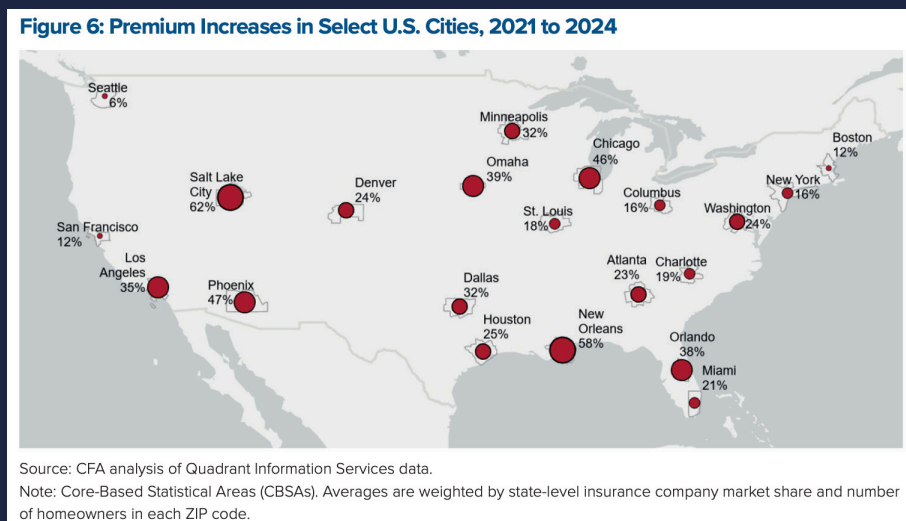 Figure 6: Premium Increases in Select U.S. Cities, 2021 to 2024
Seattle
6%
Minneapolis
32%
Chicago
46%
Boston
12%
Omaha
39%
Salt Lake
City
62%
Denver
24%
New York
16%
Columbus
16%
St. Louis
18%
Washington
24%
San Francisco
12%
Los
Angeles
35%
Phoenix
47%
Atlanta
23%
Charlotte
19%
Dallas
32%
Houston
25%
New
Orleans
58%
Orlando
38%
Miami
21%
Source: CFA analysis of Quadrant Information Services data.
Note: Core-Based Statistical Areas (CBSAs). Averages are weighted by state-level insurance company market share and number
of homeowners in each ZIP code.